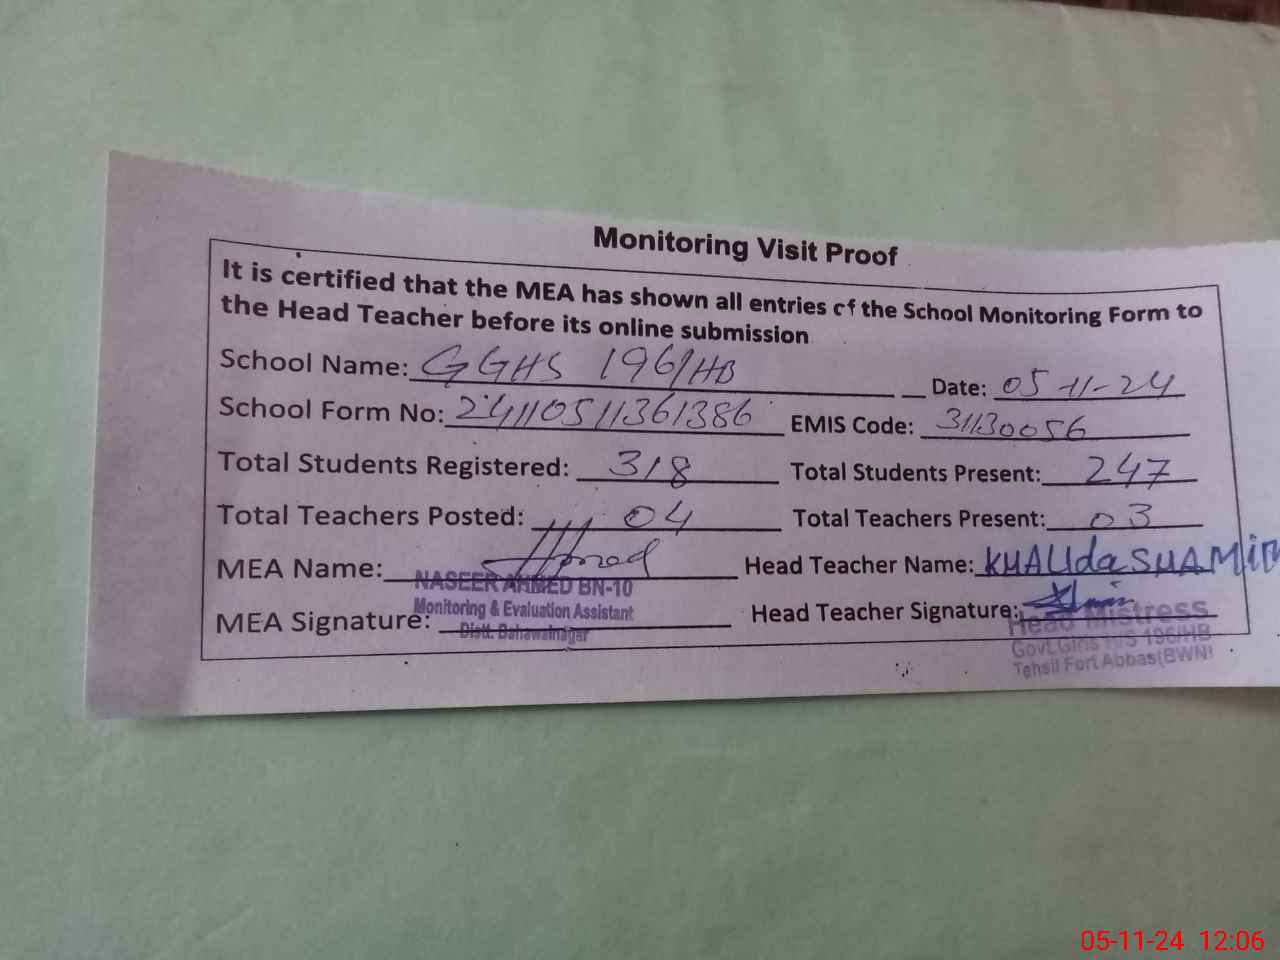 Monitoring Visit Proof
It is certified that the MEA has shown all entries of the School Monitoring Form to
the Head Teacher before its online submission
School Name: GGHS 196/HB Date: 05-11-24
School Form No: 24110511361386 EMIS Code: 31130056
Total Students Registered: 318 Total Students Present: 247
Total Teachers Posted: 04 Total Teachers Present: 03
MEA Name: Head Teacher Name: KHALIda SHAMIM
NASEER AHMED BN-10
MEA Signature: Monitoring & Evaluation Assistant Head Teacher Signature:
Distt. Bahawalnagar
Head Mistress
Govt. Girls H/S 196/HB
Tehsil Fort Abbas(BWN)
05-11-24 12:06